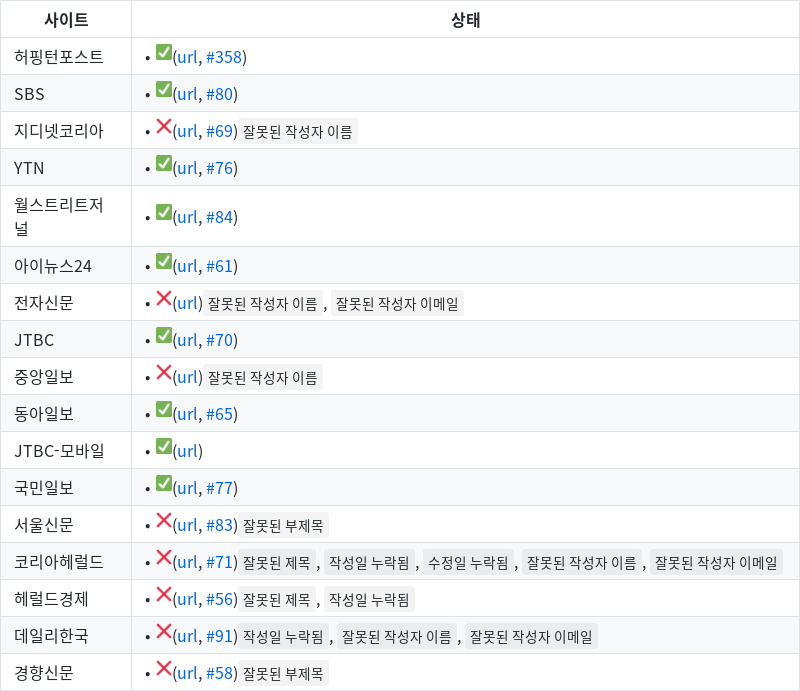 사이트 상태
허핑턴포스트 • ✅(url, #358)
SBS • ✅(url, #80)
지디넷코리아 • ❌(url, #69) 잘못된 작성자 이름
YTN • ✅(url, #76)
월스트리트저
널 • ✅(url, #84)
아이뉴스24 • ✅(url, #61)
전자신문 • ❌(url) 잘못된 작성자 이름 , 잘못된 작성자 이메일
JTBC • ✅(url, #70)
중앙일보 • ❌(url) 잘못된 작성자 이름
동아일보 • ✅(url, #65)
JTBC-모바일 • ✅(url)
국민일보 • ✅(url, #77)
서울신문 • ❌(url, #83) 잘못된 부제목
코리아헤럴드 • ❌(url, #71) 잘못된 제목 , 작성일 누락됨 , 수정일 누락됨 , 잘못된 작성자 이름 , 잘못된 작성자 이메일
헤럴드경제 • ❌(url, #56) 잘못된 제목 , 작성일 누락됨
데일리한국 • ❌(url, #91) 작성일 누락됨 , 잘못된 작성자 이름 , 잘못된 작성자 이메일
경향신문 • ❌(url, #58) 잘못된 부제목